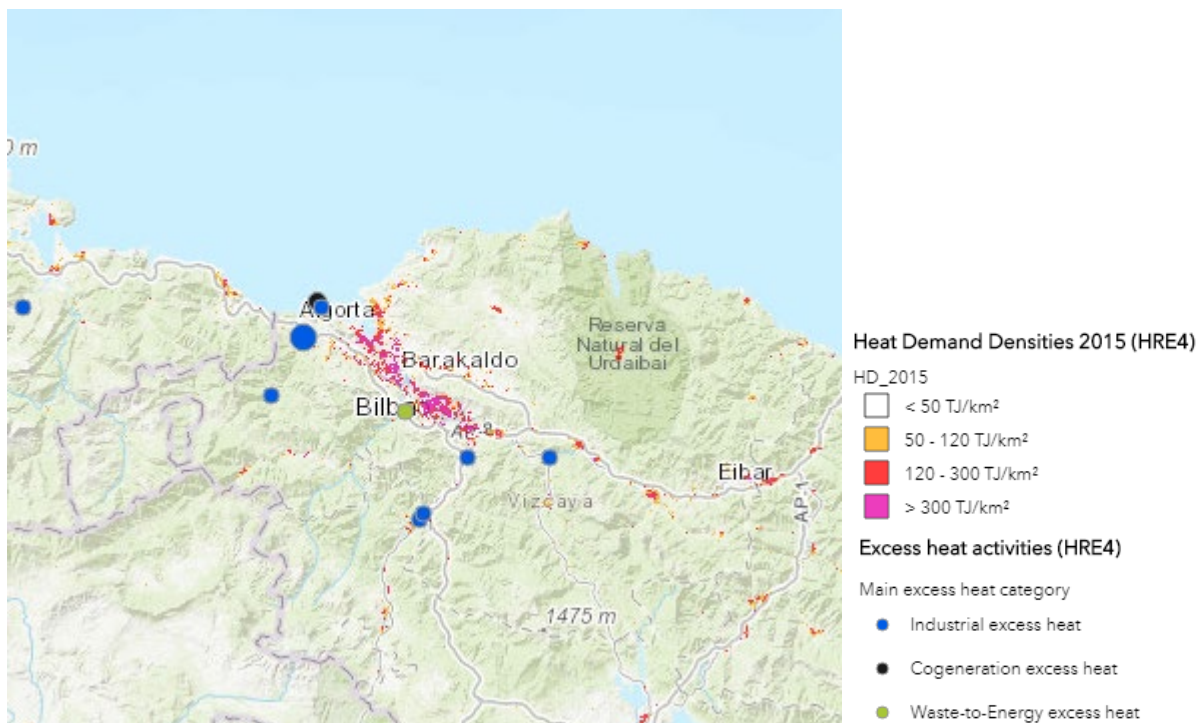 0 m
Algorta
Barakaldo
Reserva
Natural del
Urdaibai
AP-8
Eibar
Vizcaya
AP-1
1475 m
Heat Demand Densities 2015 (HRE4)
HD_2015
< 50 TJ/km²
50 - 120 TJ/km²
120 - 300 TJ/km²
> 300 TJ/km²
Excess heat activities (HRE4)
Main excess heat category
Industrial excess heat
Cogeneration excess heat
Waste-to-Energy excess heat